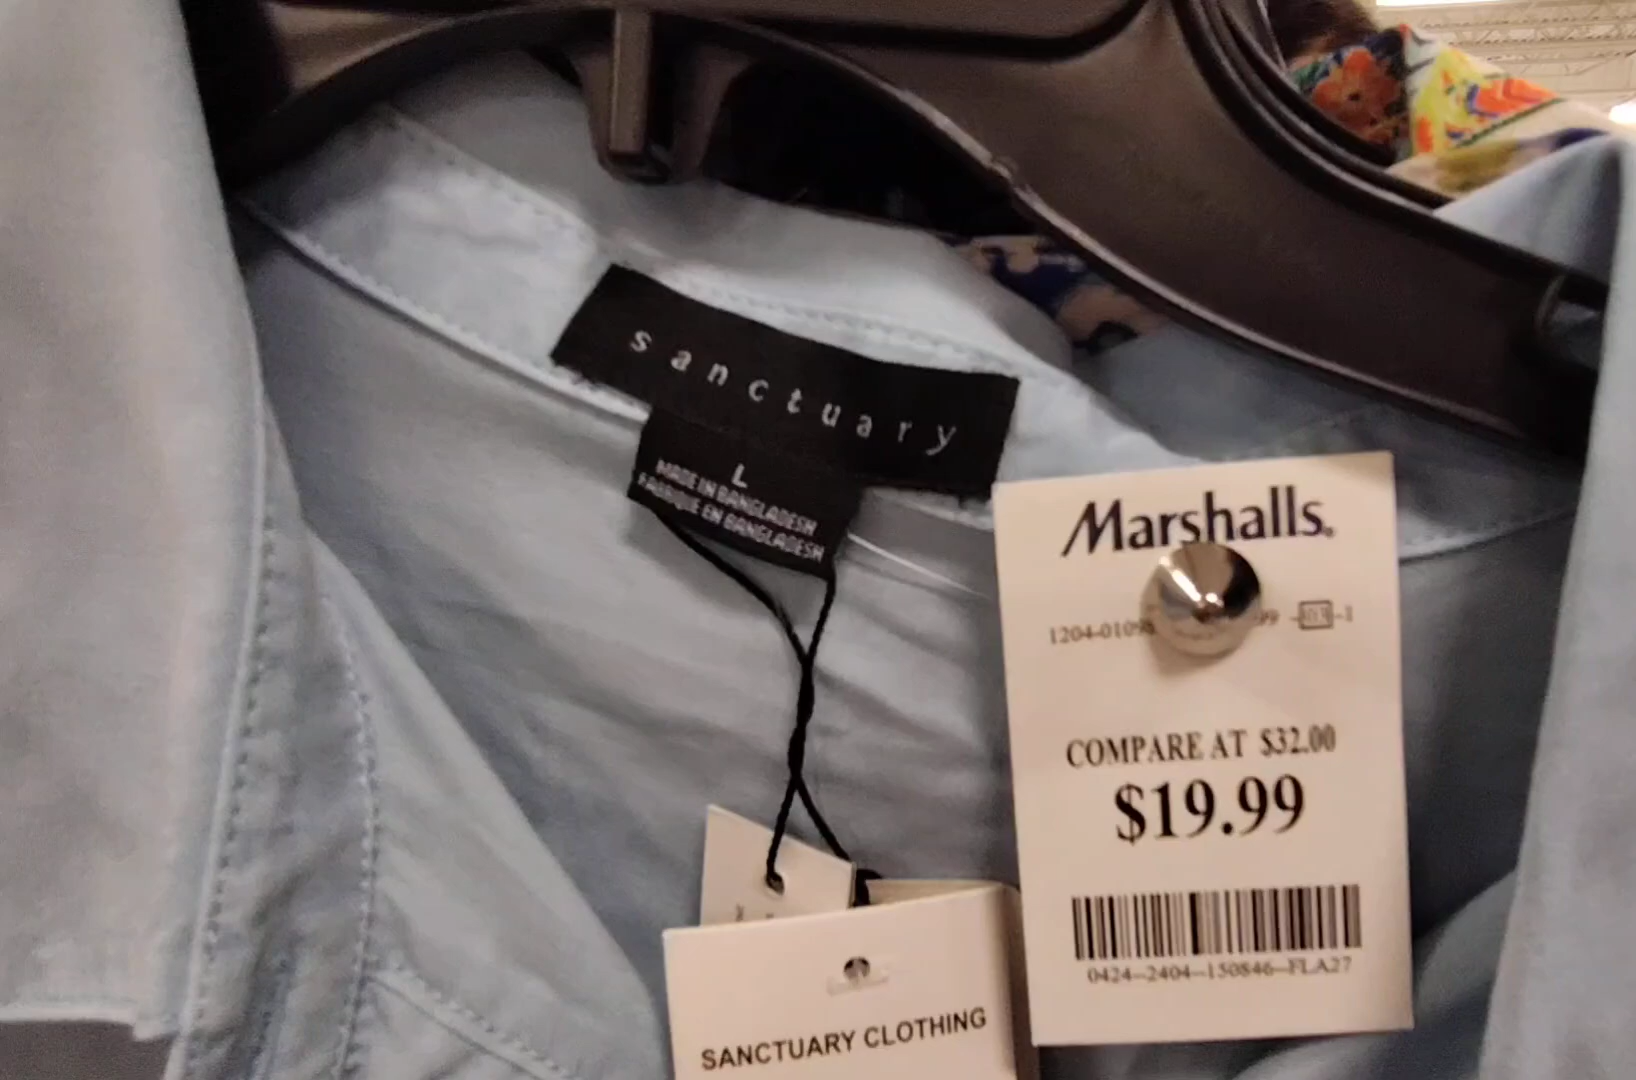 sanctuary
L
MADE IN BANGLADESH
FABRIQUÉ EN BANGLADESH
Marshalls.
COMPARE AT $32.00
$19.99
0424-2404-150846-FLA27
SANCTUARY CLOTHING